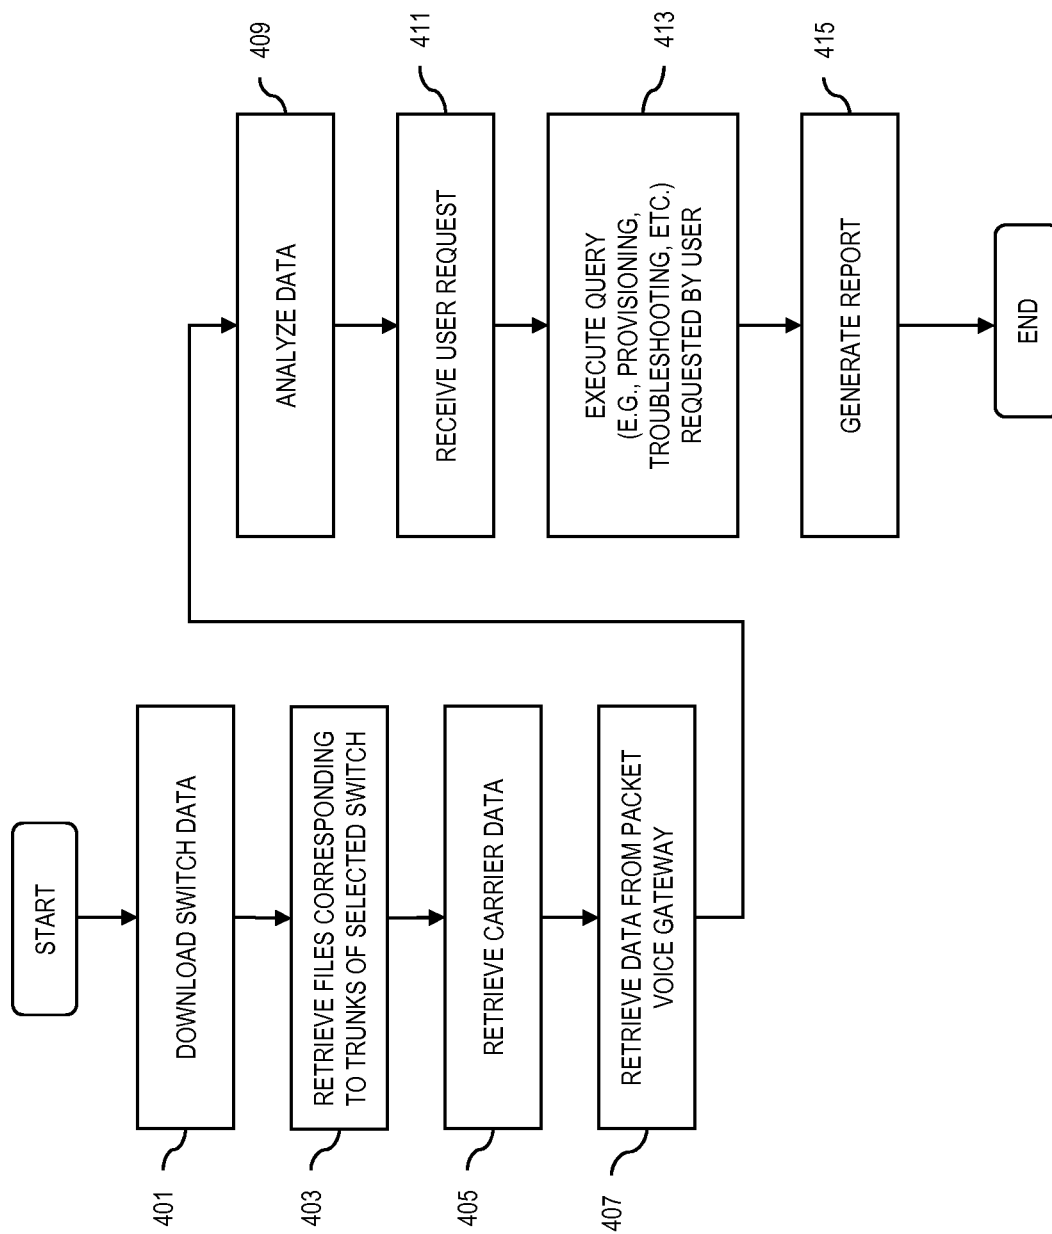 START
DOWNLOAD SWITCH DATA
401
RETRIEVE FILES CORRESPONDING
TO TRUNKS OF SELECTED SWITCH
403
RETRIEVE CARRIER DATA
405
RETRIEVE DATA FROM PACKET
VOICE GATEWAY
407
ANALYZE DATA
409
RECEIVE USER REQUEST
411
EXECUTE QUERY
(E.G., PROVISIONING,
TROUBLESHOOTING, ETC.)
REQUESTED BY USER
413
GENERATE REPORT
415
END